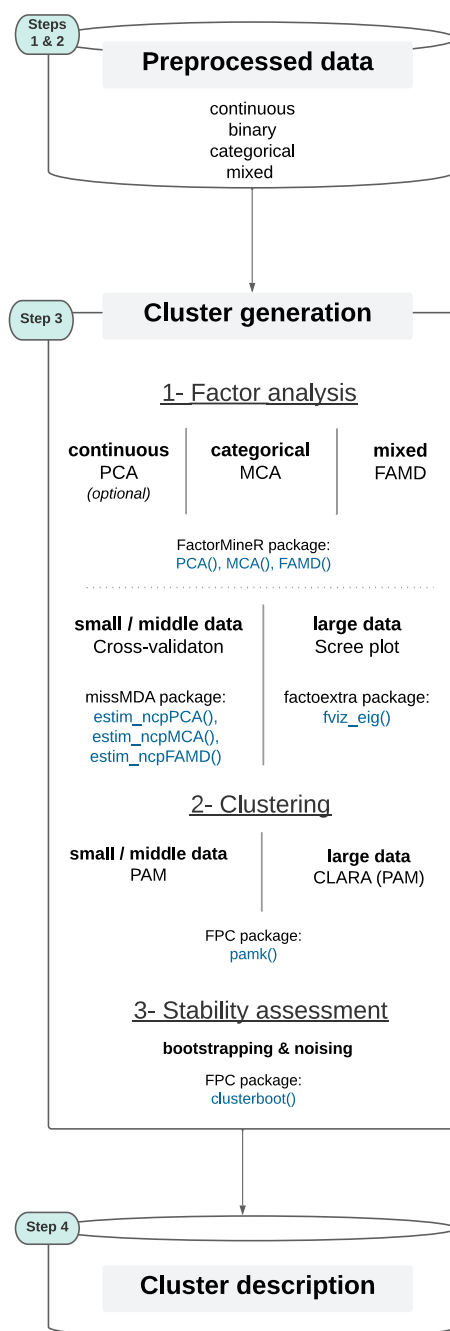 Steps
1 & 2
Preprocessed data
continuous
binary
categorical
mixed
Step 3
Cluster generation
1- Factor analysis
continuous
PCA
(optional)
categorical
MCA
mixed
FAMD
FactorMineR package:
PCA(), MCA(), FAMD()
small / middle data
Cross-validaton
missMDA package:
estim_ncpPCA(),
estim_ncpMCA(),
estim_ncpFAMD()
large data
Scree plot
factoextra package:
fviz_eig()
2- Clustering
small / middle data
PAM
large data
CLARA (PAM)
FPC package:
pamk()
3- Stability assessment
bootstrapping & noising
FPC package:
clusterboot()
Step 4
Cluster description